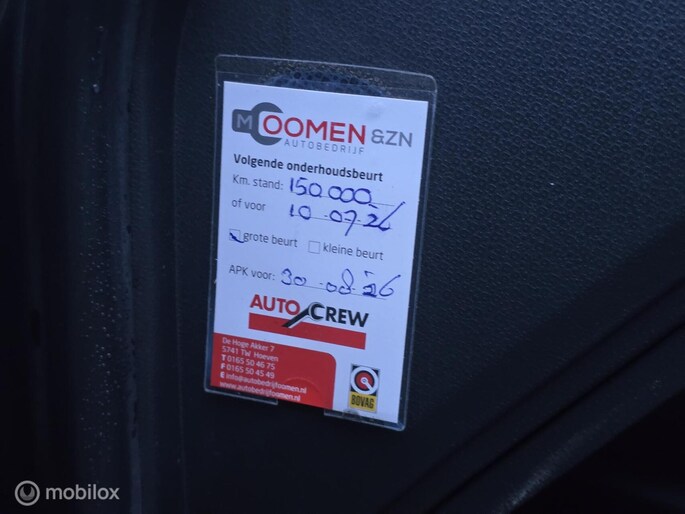 M OOMEN &ZN
AUTOBEDRIJF
Volgende onderhoudsbeurt
Km. stand: 150.000
of voor 10-07-'26
grote beurt kleine beurt
APK voor: 30-08-'26
AUTO CREW
De Hoge Akker 7
5741 TW Hoeven
T 0165 50 46 75
F 0165 50 45 49
E info@autobedrijfoomen.nl
www.autobedrijfoomen.nl
BOVAG
mobilox